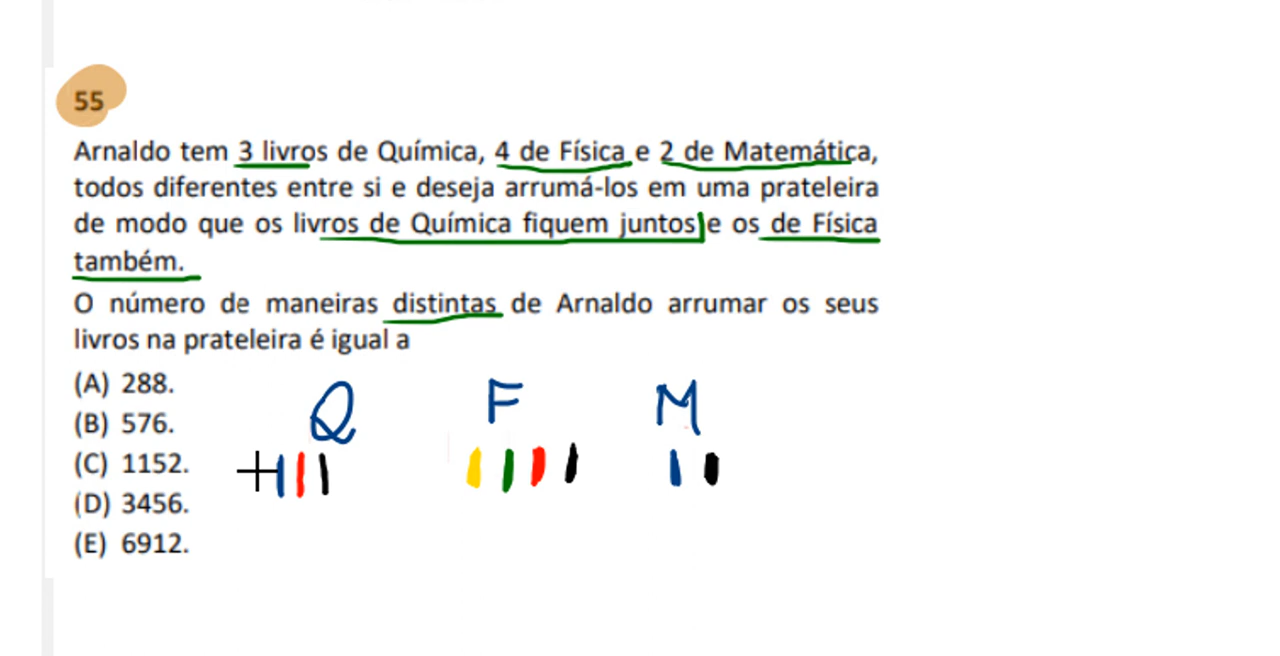 55
Arnaldo tem 3 livros de Química, 4 de Física e 2 de Matemática,
todos diferentes entre si e deseja arrumá-los em uma prateleira
de modo que os livros de Química fiquem juntos e os de Física
também.
O número de maneiras distintas de Arnaldo arrumar os seus
livros na prateleira é igual a
(A) 288.
(B) 576.
(C) 1152.
(D) 3456.
(E) 6912.
Q F M